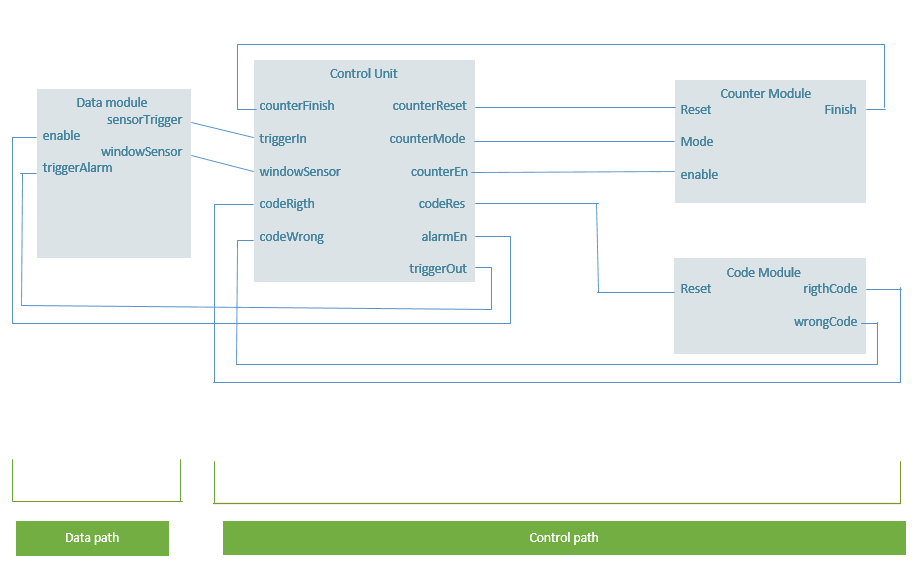 Control Unit
counterFinish
counterReset
triggerIn
counterMode
windowSensor
counterEn
codeRigth
codeRes
codeWrong
alarmEn
triggerOut
Data module
sensorTrigger
enable
windowSensor
triggerAlarm
Counter Module
Reset
Finish
Mode
enable
Code Module
Reset
rigthCode
wrongCode
Data path
Control path